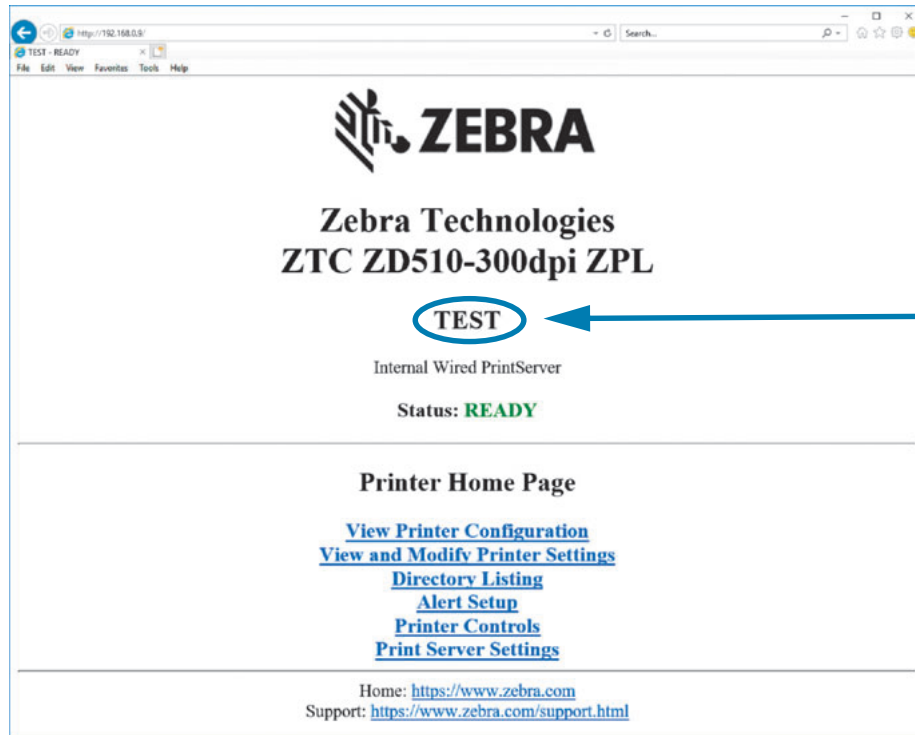 http://192.168.0.9/
Search...
TEST - READY
File Edit View Favorites Tools Help
ZEBRA
Zebra Technologies
ZTC ZD510-300dpi ZPL
TEST
Internal Wired PrintServer
Status: READY
Printer Home Page
View Printer Configuration
View and Modify Printer Settings
Directory Listing
Alert Setup
Printer Controls
Print Server Settings
Home: https://www.zebra.com
Support: https://www.zebra.com/support.html